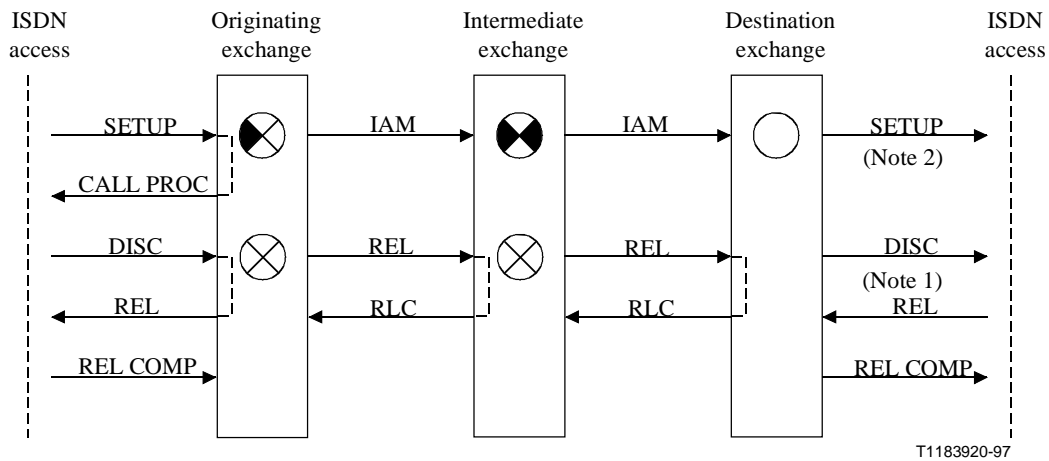 ISDN access
Originating exchange
Intermediate exchange
Destination exchange
ISDN access
SETUP
IAM
IAM
SETUP
(Note 2)
CALL PROC
DISC
REL
REL
DISC
(Note 1)
REL
RLC
RLC
REL
REL COMP
REL COMP
T1183920-97